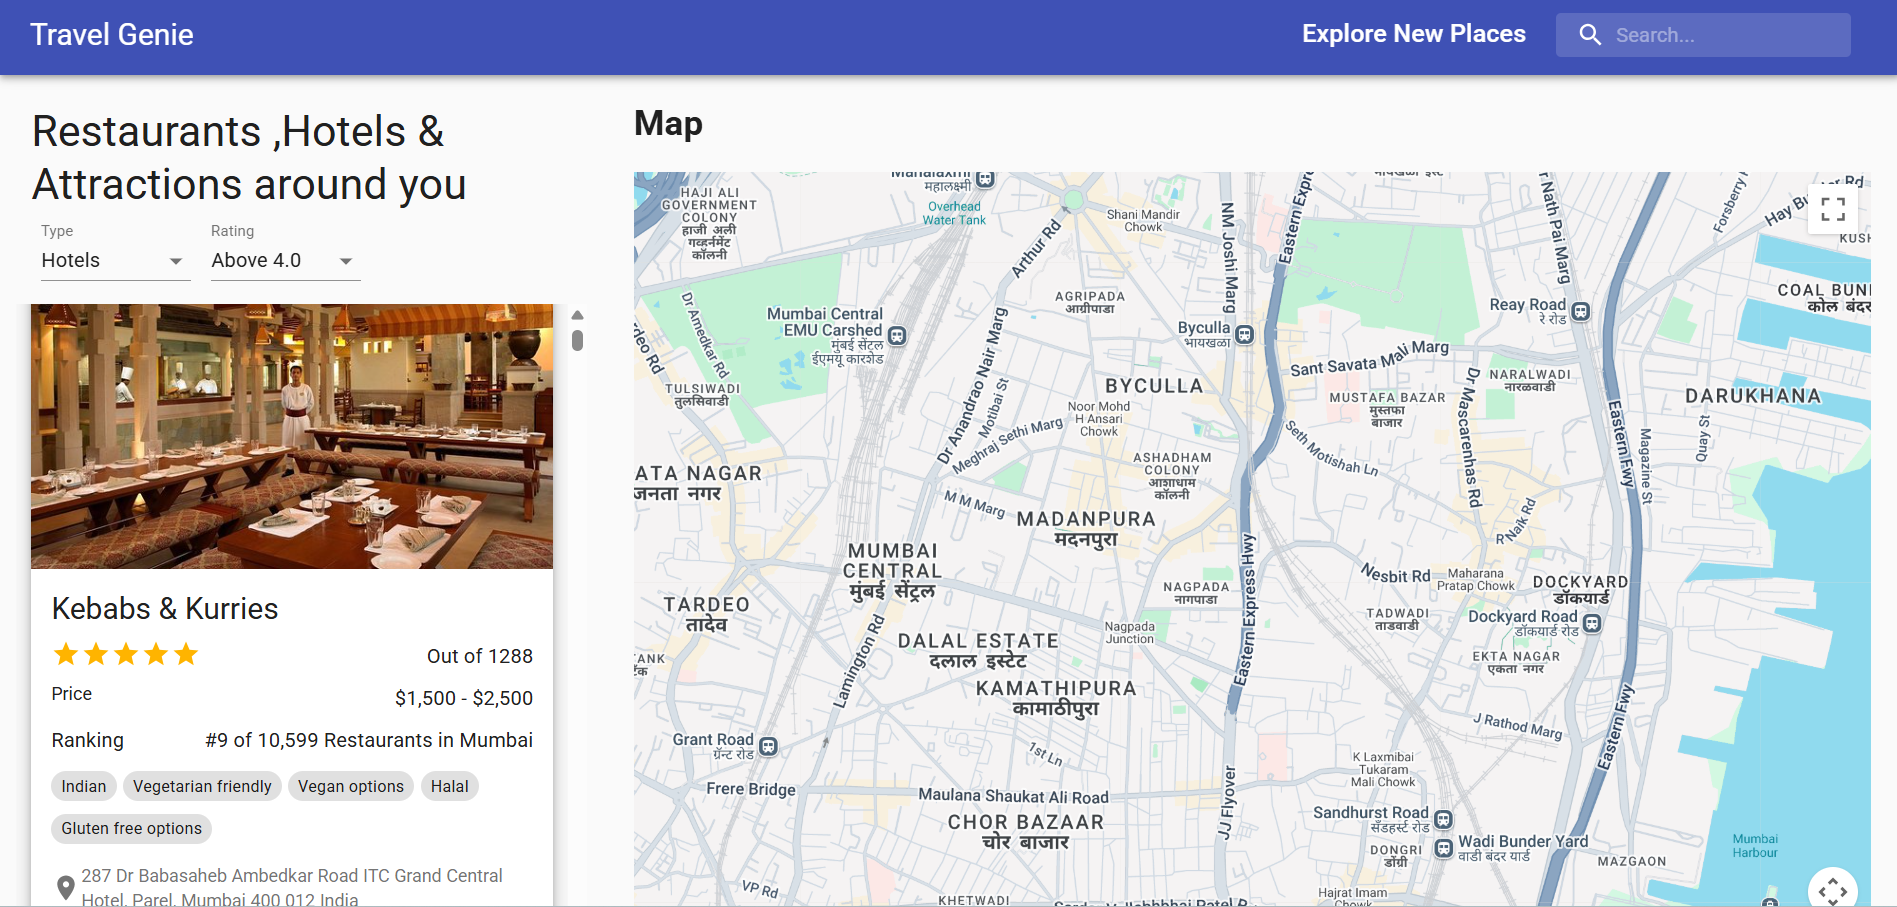 Travel Genie
Explore New Places
Search...
Restaurants ,Hotels &
Attractions around you
Type
Hotels
Rating
Above 4.0
Kebabs & Kurries
Out of 1288
Price
$1,500 - $2,500
Ranking
#9 of 10,599 Restaurants in Mumbai
Indian
Vegetarian friendly
Vegan options
Halal
Gluten free options
287 Dr Babasaheb Ambedkar Road ITC Grand Central
Hotel, Parel, Mumbai 400 012 India
Map
Mahalaxmi
महालक्ष्मी
HAJI ALI
GOVERNMENT
COLONY
हाजी अली
गव्हर्नमेंट
कॉलनी
Overhead
Water Tank
Shani Mandir
Chowk
Arthur Rd
NM Joshi Marg
Eastern Expre
r Nath Pai Marg
Forsberry
Hay Bu
er Rd
KUSH
COAL BUN
कोल बंदर
Reay Road
रे रोड
AGRIPADA
आग्रीपाडा
Mumbai Central
EMU Carshed
मुंबई सेंट्रल
ईएमयू कारशेड
Byculla
भायखळा
Dr Amedkar Rd
deo Rd
TULSIWADI
तुलसिवाडी
Dr Anandrao Nair Marg
Motibai St
Meghraj Sethi Marg
BYCULLA
Noor Mohd
H Ansari
Chowk
Sant Savata Mali Marg
MUSTAFA BAZAR
मुस्तफा
बाजार
NARALWADI
नारळवाडी
Dr Mascarenhas Rd
DARUKHANA
Eastern Fwy
Magazine St
Quay St
Seth Motishah Ln
ASHADHAM
COLONY
आशाधाम
कॉलनी
ATA NAGAR
जनता नगर
M M Marg
MADANPURA
मदनपुरा
R Naik Rd
MUMBAI
CENTRAL
मुंबई सेंट्रल
Eastern Express Hwy
Nesbit Rd
Maharana
Pratap Chowk
DOCKYARD
डॉकयार्ड
NAGPADA
नागपाडा
TARDEO
तारदेव
Lamington Rd
Nagpada
Junction
TADWADI
ताडवाडी
Dockyard Road
डॉकयार्ड रोड
DALAL ESTATE
दलाल इस्टेट
TANK
EKTA NAGAR
एकता नगर
KAMATHIPURA
कामाठीपुरा
J Rathod Marg
Eastern Fwy
Grant Road
ग्रॅन्ट रोड
1st Ln
K Laxmibai
Tukaram
Mali Chowk
Frere Bridge
Maulana Shaukat Ali Road
JJ Flyover
CHOR BAZAAR
चोर बाजार
Sandhurst Road
सँडहर्स्ट रोड
Wadi Bunder Yard
वाडी बंदर यार्ड
DONGRI
डोंगरी
MAZGAON
Mumbai
Harbour
VP Rd
KHETWADI
Hajrat Imam
Chowk